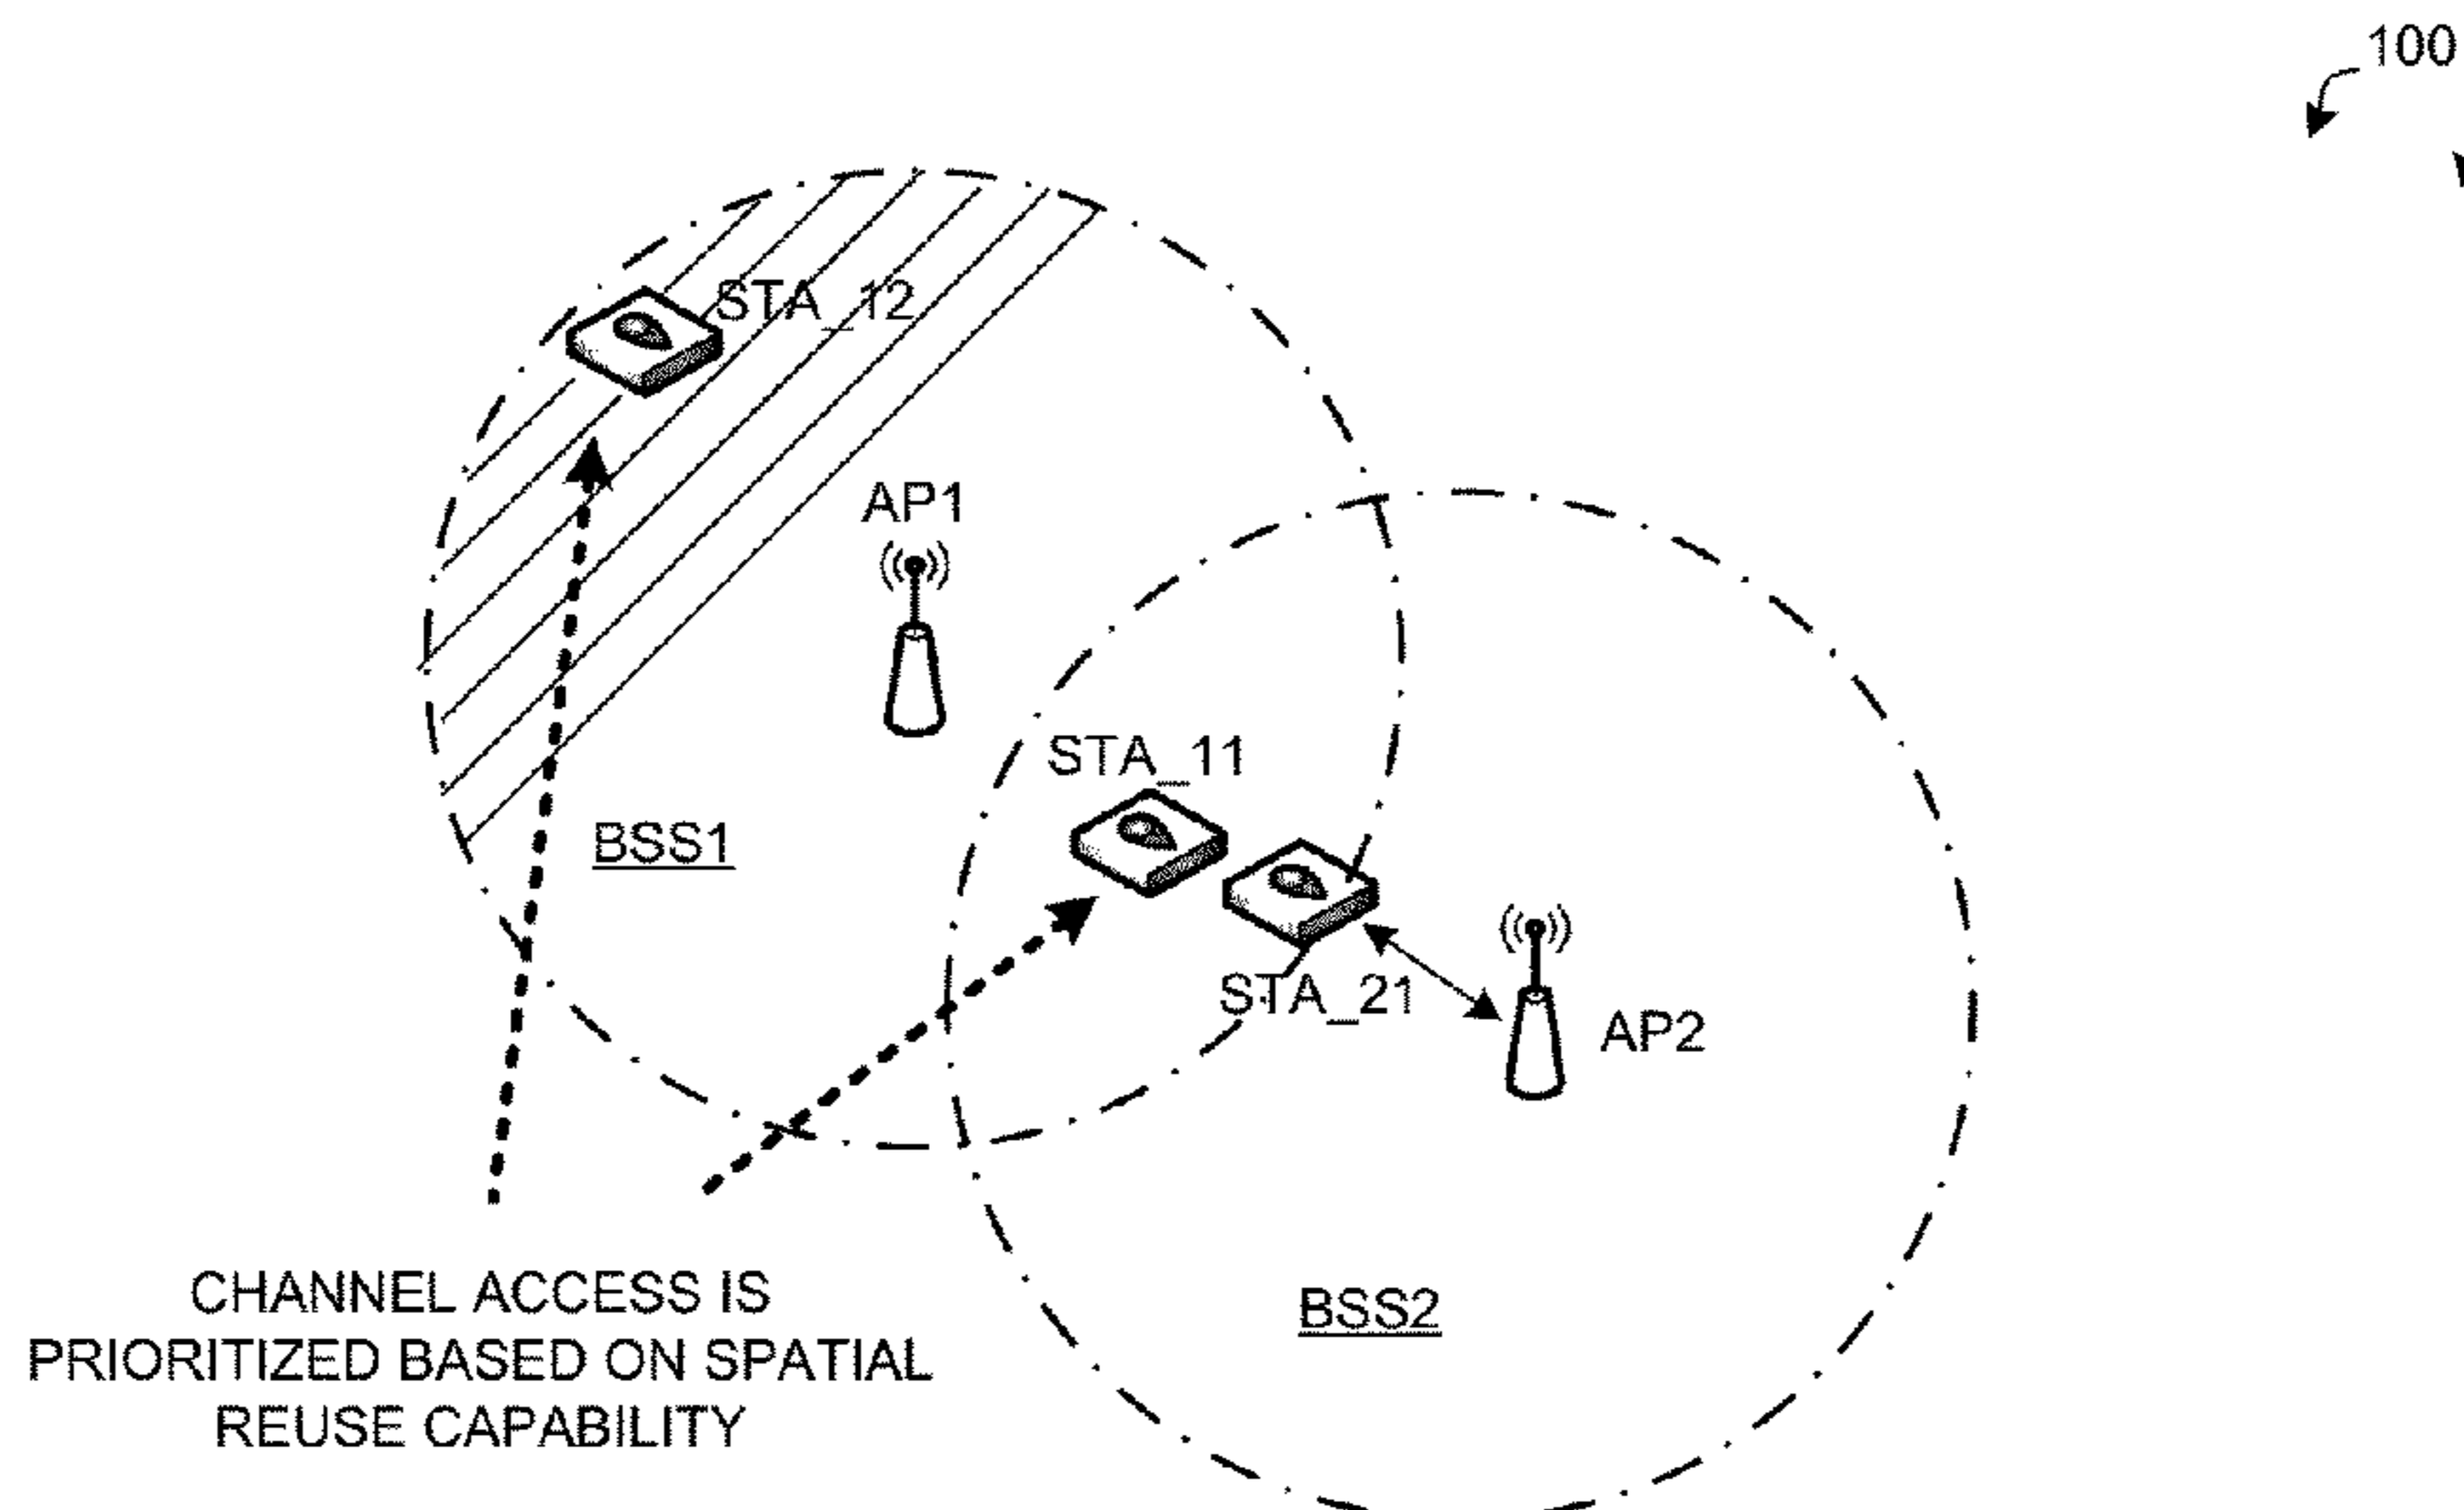 100
STA_12
AP1
STA_11
BSS1
STA_21
AP2
BSS2
CHANNEL ACCESS IS
PRIORITIZED BASED ON SPATIAL
REUSE CAPABILITY